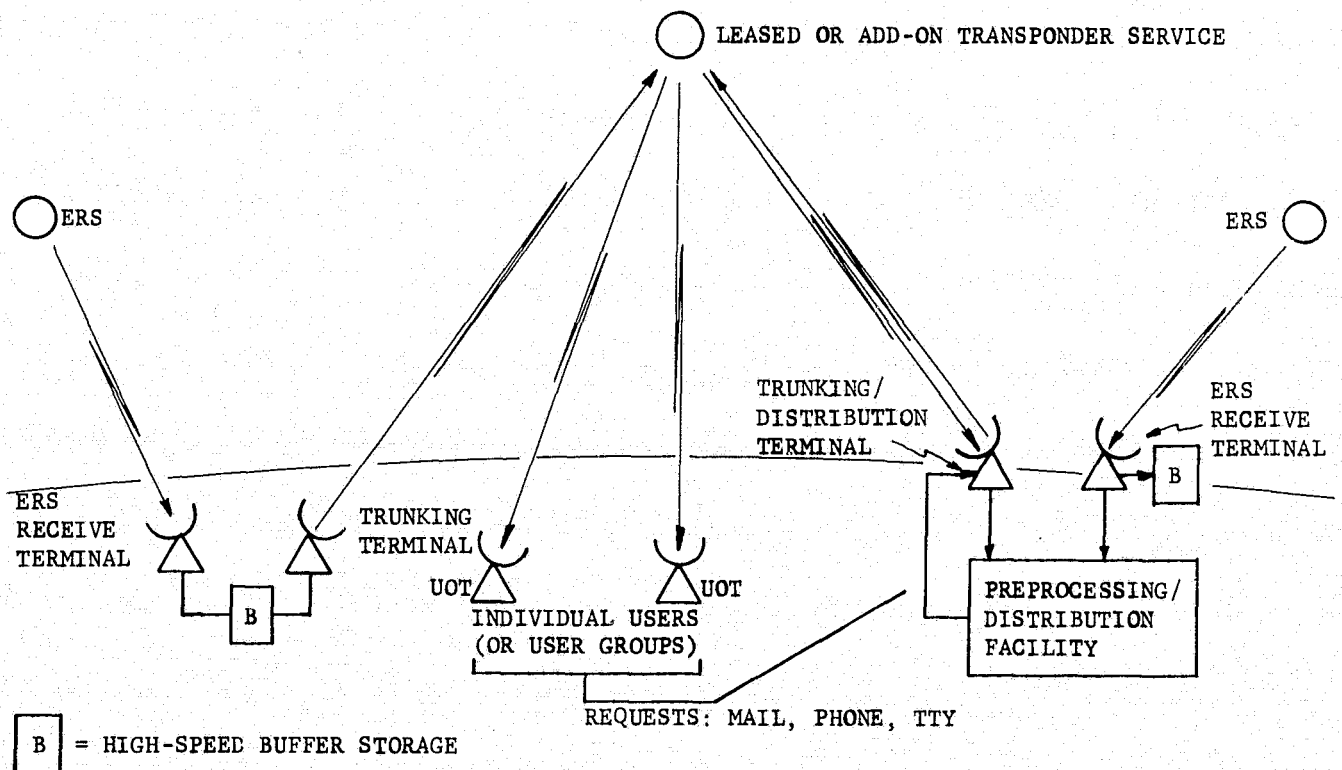 LEASED OR ADD-ON TRANSPONDER SERVICE
ERS
ERS
TRUNKING/
DISTRIBUTION
TERMINAL
ERS
RECEIVE
TERMINAL
B
ERS
RECEIVE
TERMINAL
TRUNKING
TERMINAL
UOT
UOT
B
INDIVIDUAL USERS
(OR USER GROUPS)
PREPROCESSING/
DISTRIBUTION
FACILITY
REQUESTS: MAIL, PHONE, TTY
B = HIGH-SPEED BUFFER STORAGE